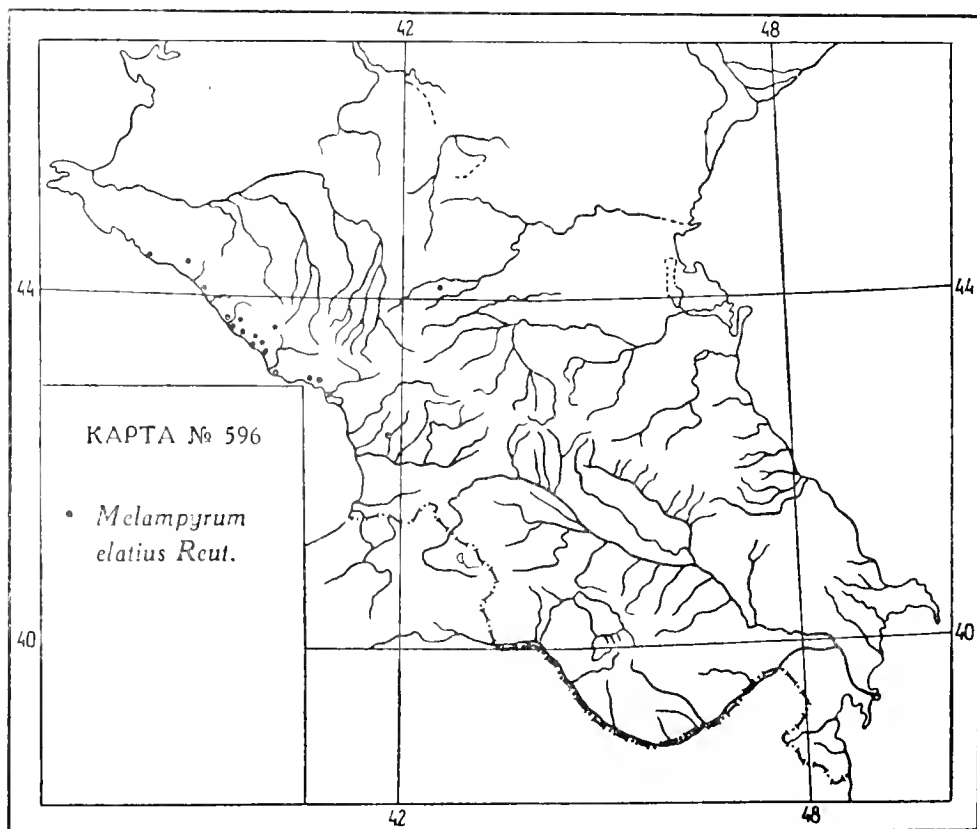 42 48
44 44
КАРТА № 596
• Melampyrum
elatius Reut.
40 40
42 48